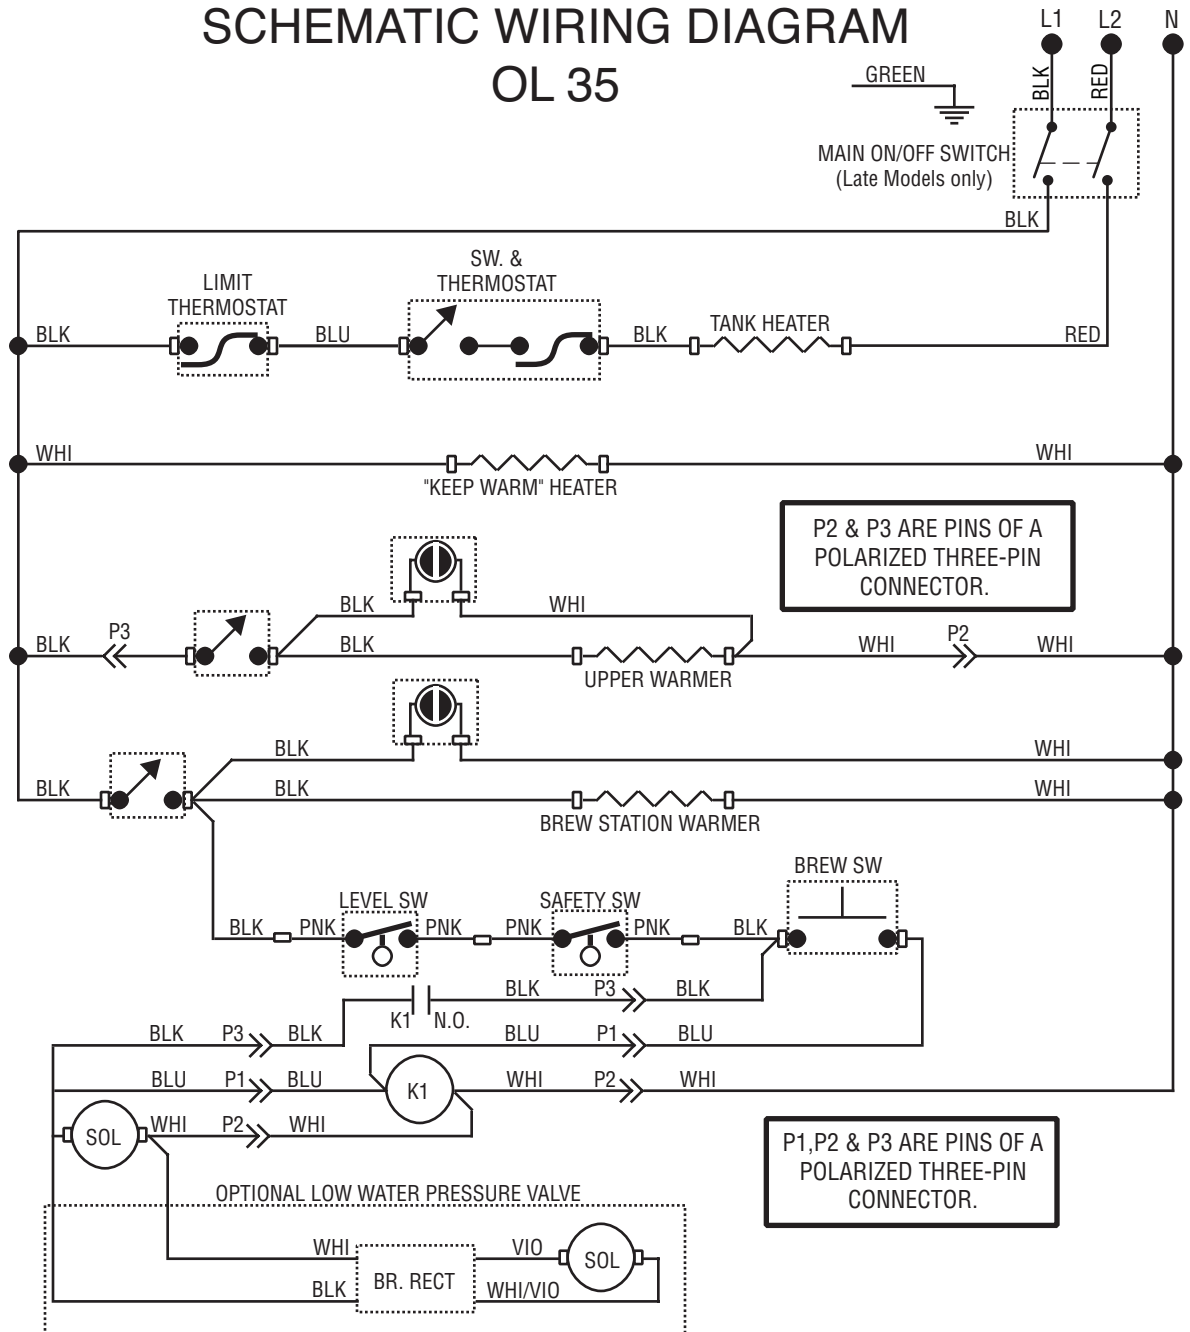 SCHEMATIC WIRING DIAGRAM
OL 35
L1 L2 N
GREEN
BLK RED
MAIN ON/OFF SWITCH
(Late Models only)
BLK
LIMIT
THERMOSTAT
SW. &
THERMOSTAT
BLK BLU BLK TANK HEATER RED
WHI WHI
"KEEP WARM" HEATER
P2 & P3 ARE PINS OF A
POLARIZED THREE-PIN
CONNECTOR.
BLK WHI
BLK P3 BLK WHI P2 WHI
UPPER WARMER
BLK WHI
BLK BLK WHI
BREW STATION WARMER
BREW SW
LEVEL SW SAFETY SW
BLK PNK PNK PNK PNK BLK
BLK P3 BLK
K1 N.O.
BLK P3 BLK BLU P1 BLU
BLU P1 BLU K1 WHI P2 WHI
SOL WHI P2 WHI
P1,P2 & P3 ARE PINS OF A
POLARIZED THREE-PIN
CONNECTOR.
OPTIONAL LOW WATER PRESSURE VALVE
WHI VIO SOL
BR. RECT
BLK WHI/VIO